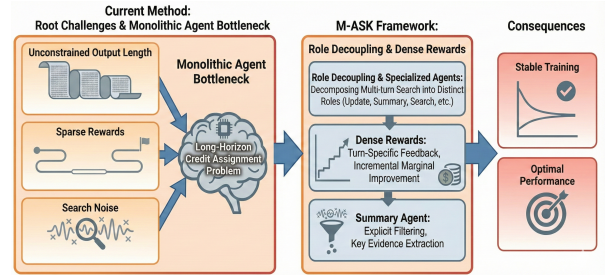 Current Method:
Root Challenges & Monolithic Agent Bottleneck
Unconstrained Output Length
Sparse Rewards
Search Noise
Monolithic Agent
Bottleneck
Long-Horizon
Credit Assignment
Problem
M-ASK Framework:
Role Decoupling & Dense Rewards
Role Decoupling & Specialized Agents:
Decomposing Multi-turn Search into Distinct
Roles (Update, Summary, Search, etc.)
Dense Rewards:
Turn-Specific Feedback,
Incremental Marginal
Improvement
Summary Agent:
Explicit Filtering,
Key Evidence Extraction
Consequences
Stable Training
Optimal
Performance